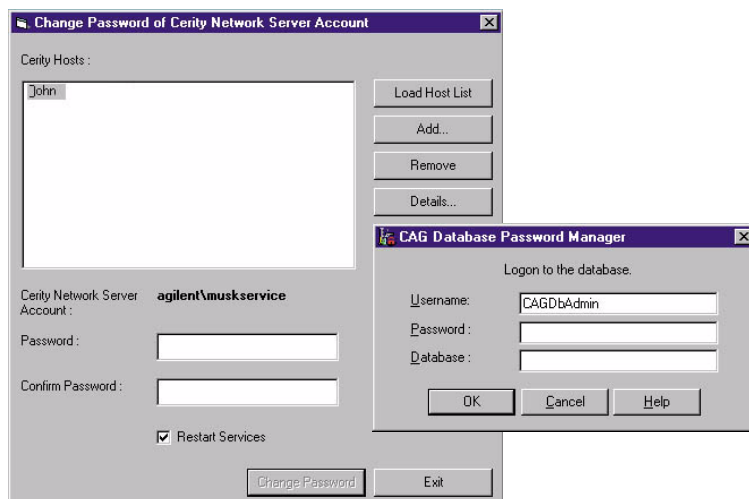 Change Password of Cerity Network Server Account
Cerity Hosts :
John
Load Host List
Add...
Remove
Details...
CAG Database Password Manager
Logon to the database.
Username:
CAGDbAdmin
Password :
Database :
OK
Cancel
Help
Cerity Network Server
Account :
agilent\muskservice
Password :
Confirm Password :
Restart Services
Change Password
Exit